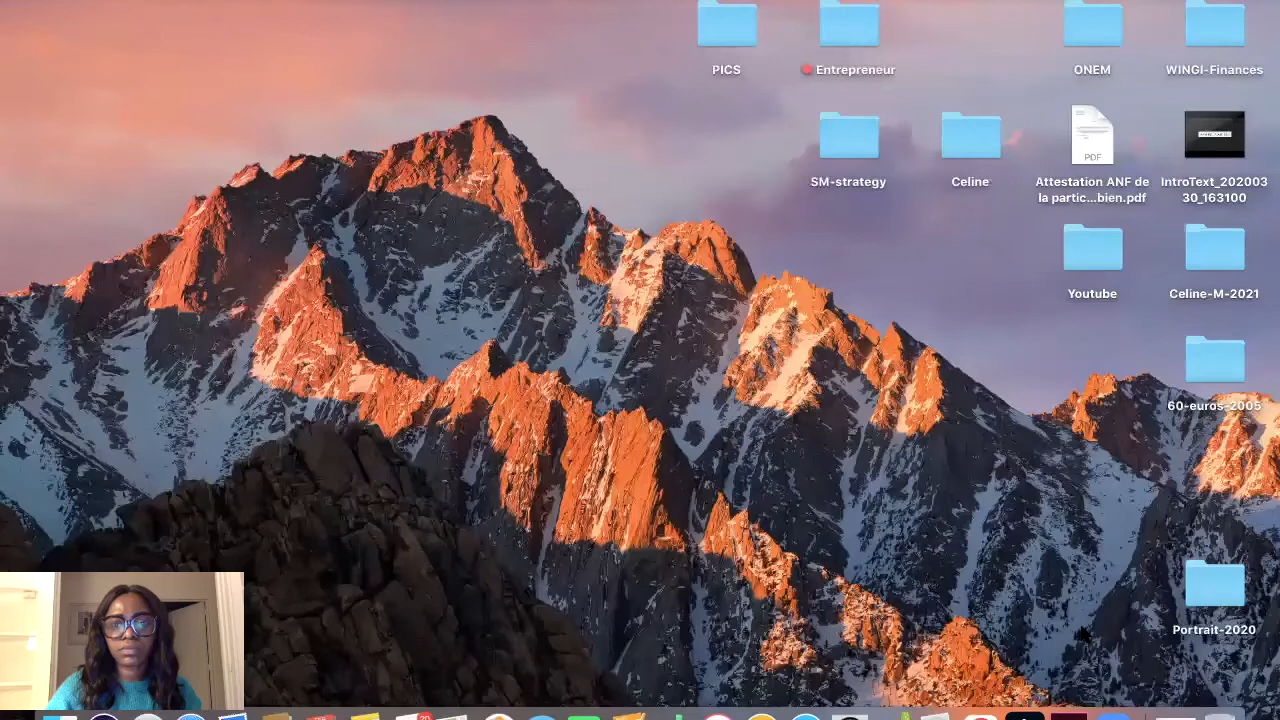 PICS
Entrepreneur
ONEM
WINGI-Finances
SM-strategy
Celine
PDF
Attestation ANF de
la partic...bien.pdf
IntroText_202003
30_163100
Youtube
Celine-M-2021
60-euros-2005
Portrait-2020